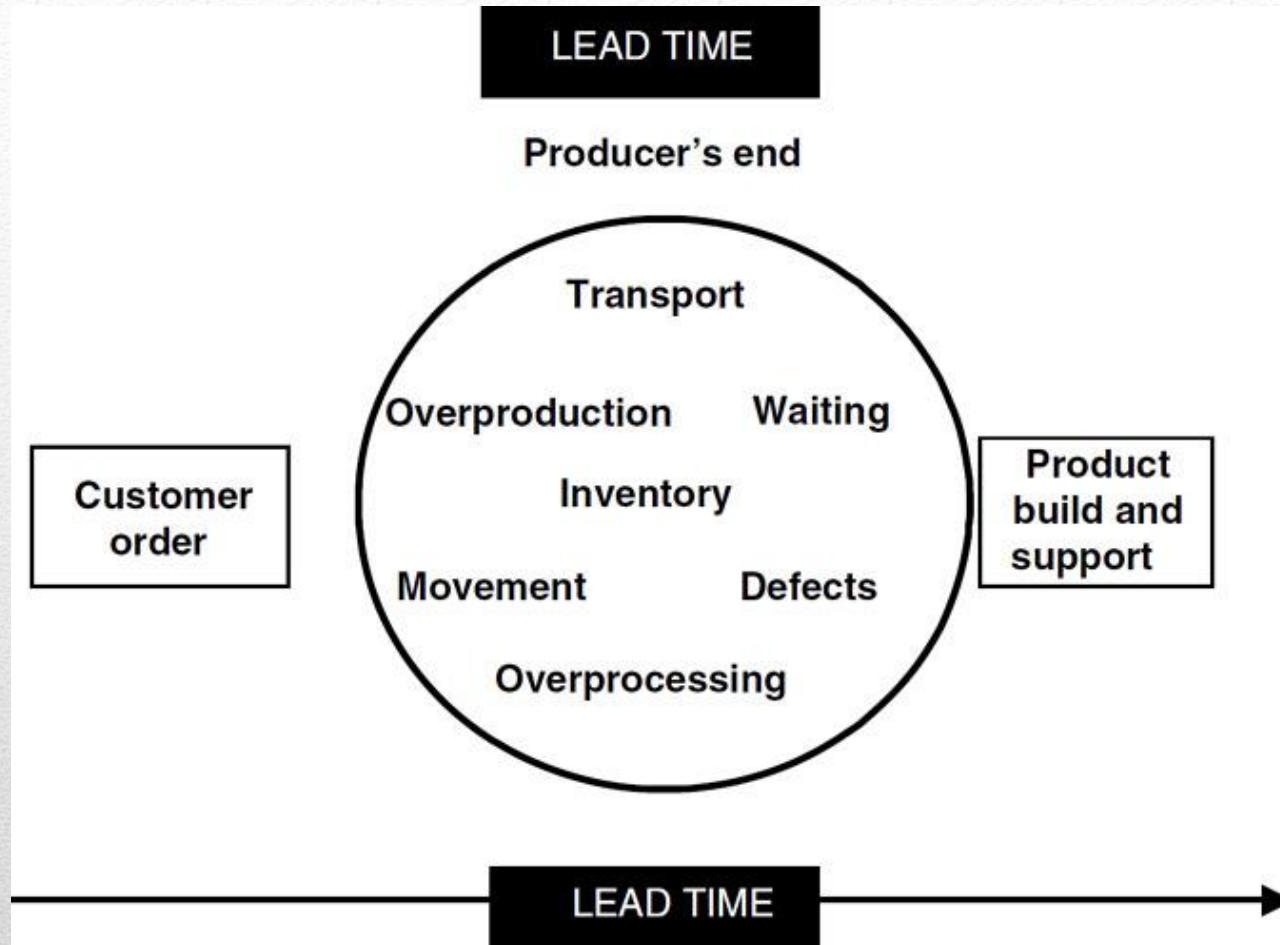 LEAD TIME
Producer’s end
Transport
Overproduction Waiting
Inventory
Customer
order
Product
build and
support
Movement Defects
Overprocessing
LEAD TIME